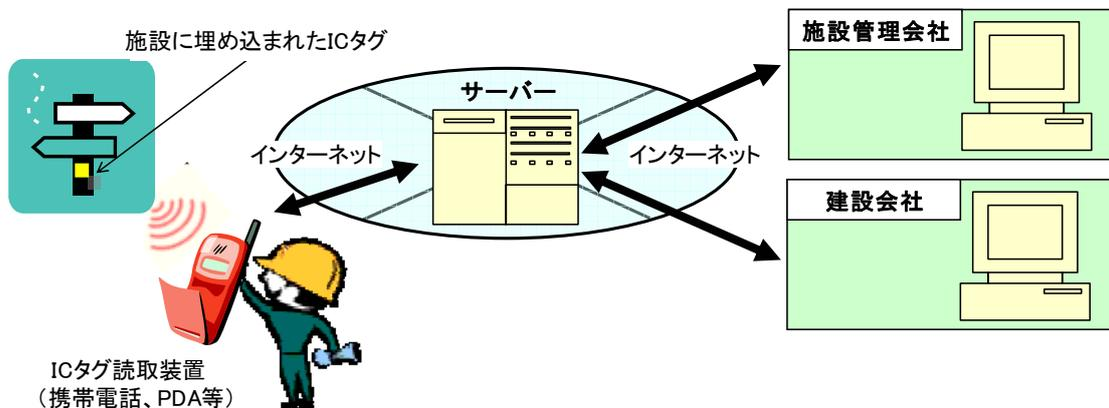 施設に埋め込まれたICタグ
サーバー
インターネット
インターネット
施設管理会社
建設会社
ICタグ読取装置
（携帯電話、PDA等）